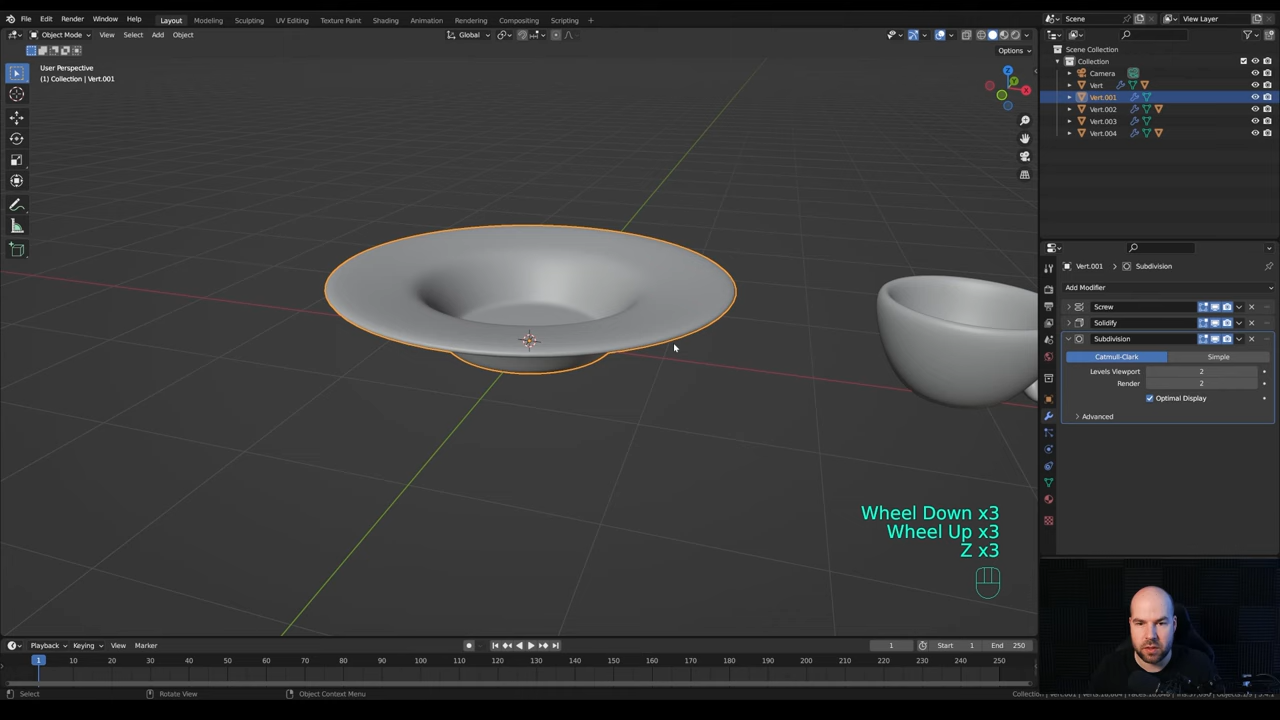 File Edit Render Window Help
Layout Modeling Sculpting UV Editing Texture Paint Shading Animation Rendering Compositing Scripting +
Scene
View Layer
Object Mode View Select Add Object
Global
Options
User Perspective
(1) Collection | Vert.001
Scene Collection
Collection
Camera
Vert
Vert.001
Vert.002
Vert.003
Vert.004
Vert.001 > Subdivision
Add Modifier
Screw
Solidify
Subdivision
Catmull-Clark Simple
Levels Viewport 2
Render 2
Optimal Display
Advanced
X
Y
Z
Wheel Down x3
Wheel Up x3
Z x3
Playback Keying View Marker
1 Start 1 End 250
1 10 20 30 40 50 60 70 80 90 100 110 120 130 140 150 160 170 180 190 200 210 220 230 240 250
Select Rotate View Object Context Menu